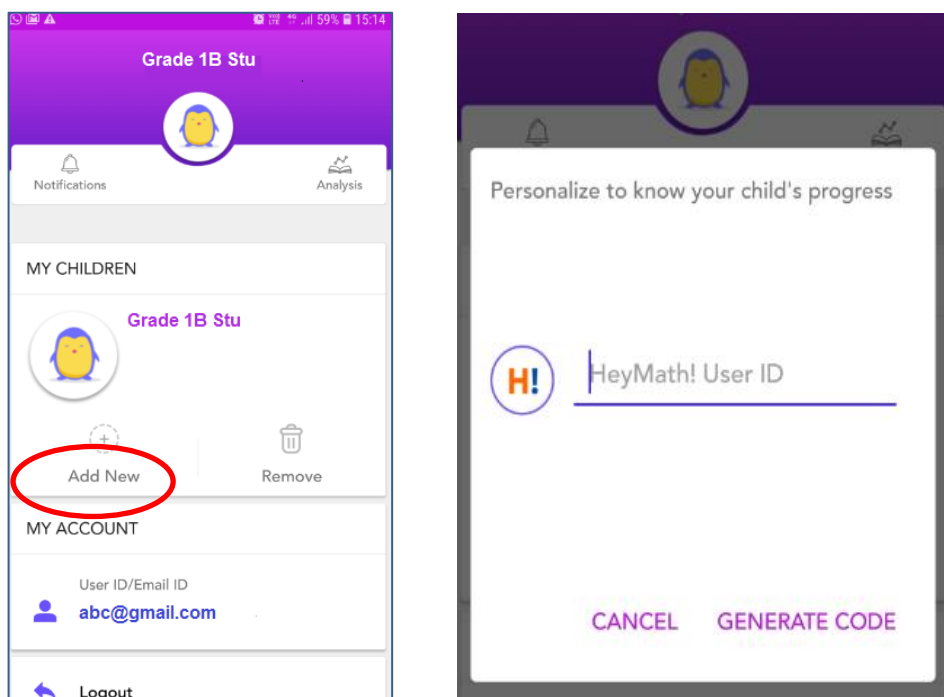 59% 15:14
Grade 1B Stu
Notifications
Analysis
MY CHILDREN
Grade 1B Stu
Add New
Remove
MY ACCOUNT
User ID/Email ID
abc@gmail.com
Logout
Personalize to know your child's progress
H!
HeyMath! User ID
CANCEL
GENERATE CODE